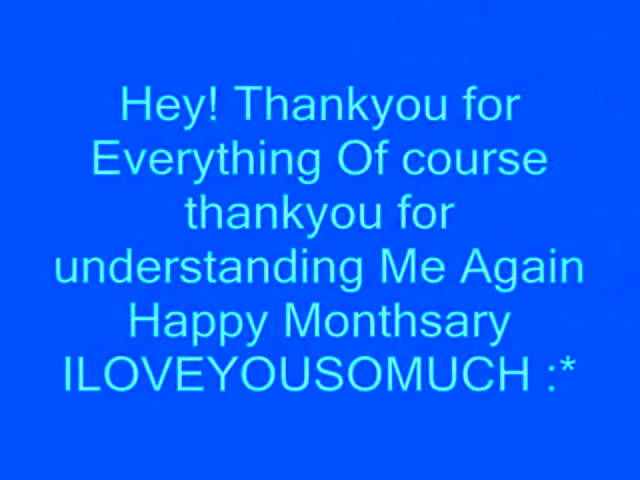 Hey! Thankyou for
Everything Of course
thankyou for
understanding Me Again
Happy Monthsary
ILOVEYOUSOMUCH :*